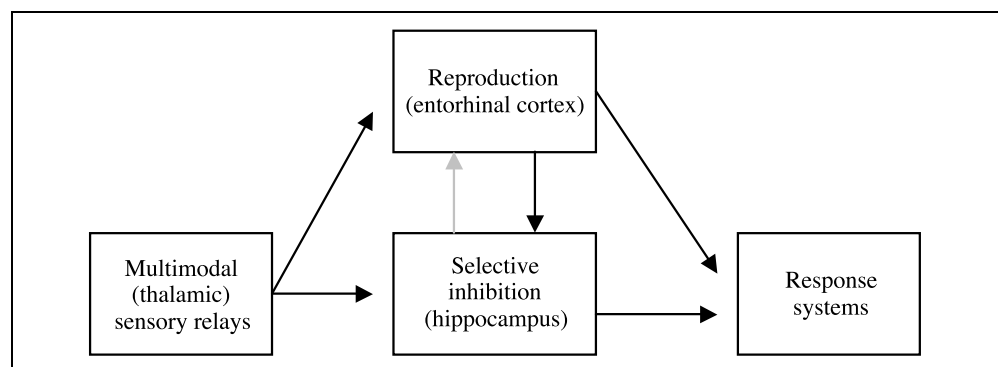 Reproduction
(entorhinal cortex)
Multimodal
(thalamic)
sensory relays
Selective
inhibition
(hippocampus)
Response
systems